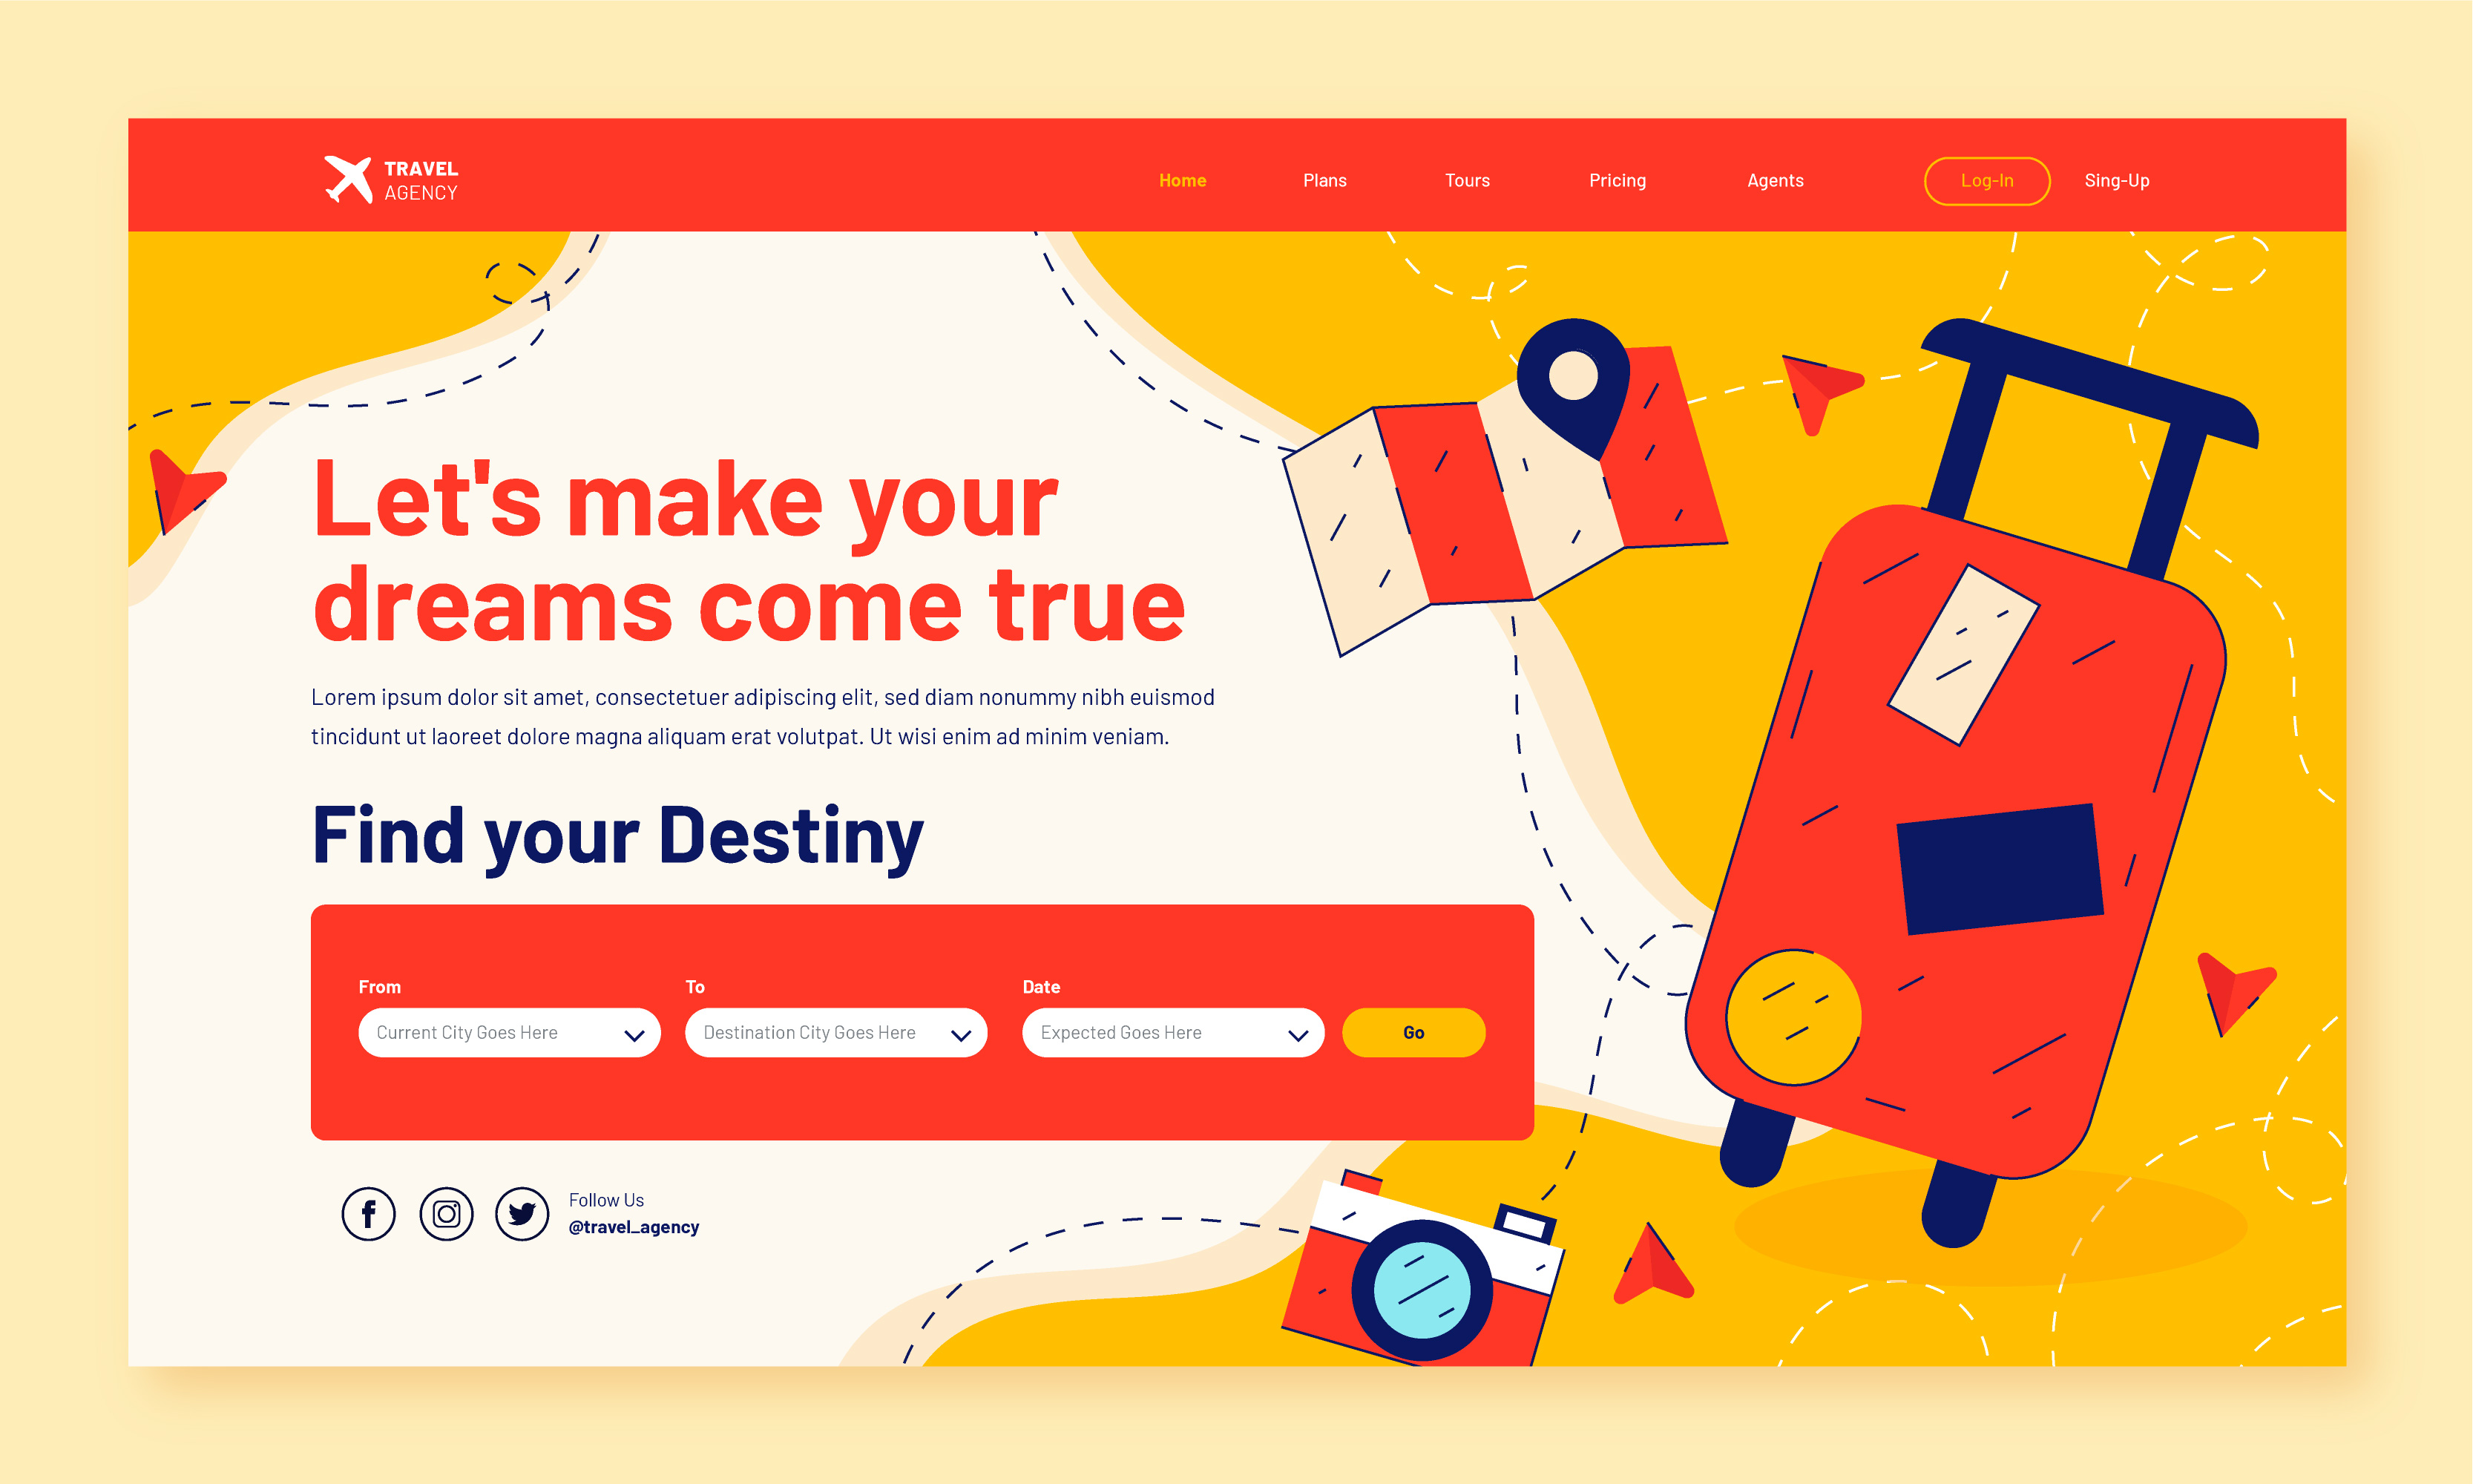 TRAVEL
AGENCY
Home Plans Tours Pricing Agents Log-In Sing-Up
Let's make your
dreams come true
Lorem ipsum dolor sit amet, consectetuer adipiscing elit, sed diam nonummy nibh euismod
tincidunt ut laoreet dolore magna aliquam erat volutpat. Ut wisi enim ad minim veniam.
Find your Destiny
From To Date
Current City Goes Here Destination City Goes Here Expected Goes Here Go
Follow Us
@travel_agency